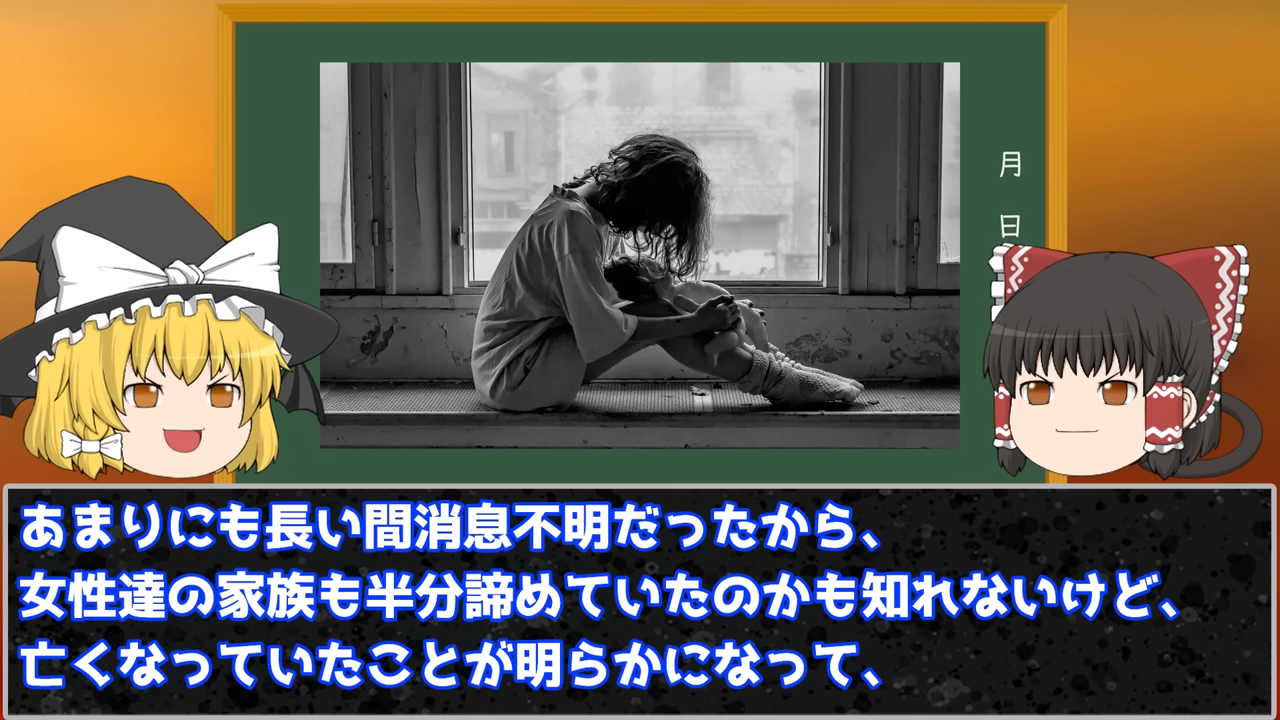 月
日
あまりにも長い間消息不明だったから、
女性達の家族も半分諦めていたのかも知れないけど、
亡くなっていたことが明らかになって、